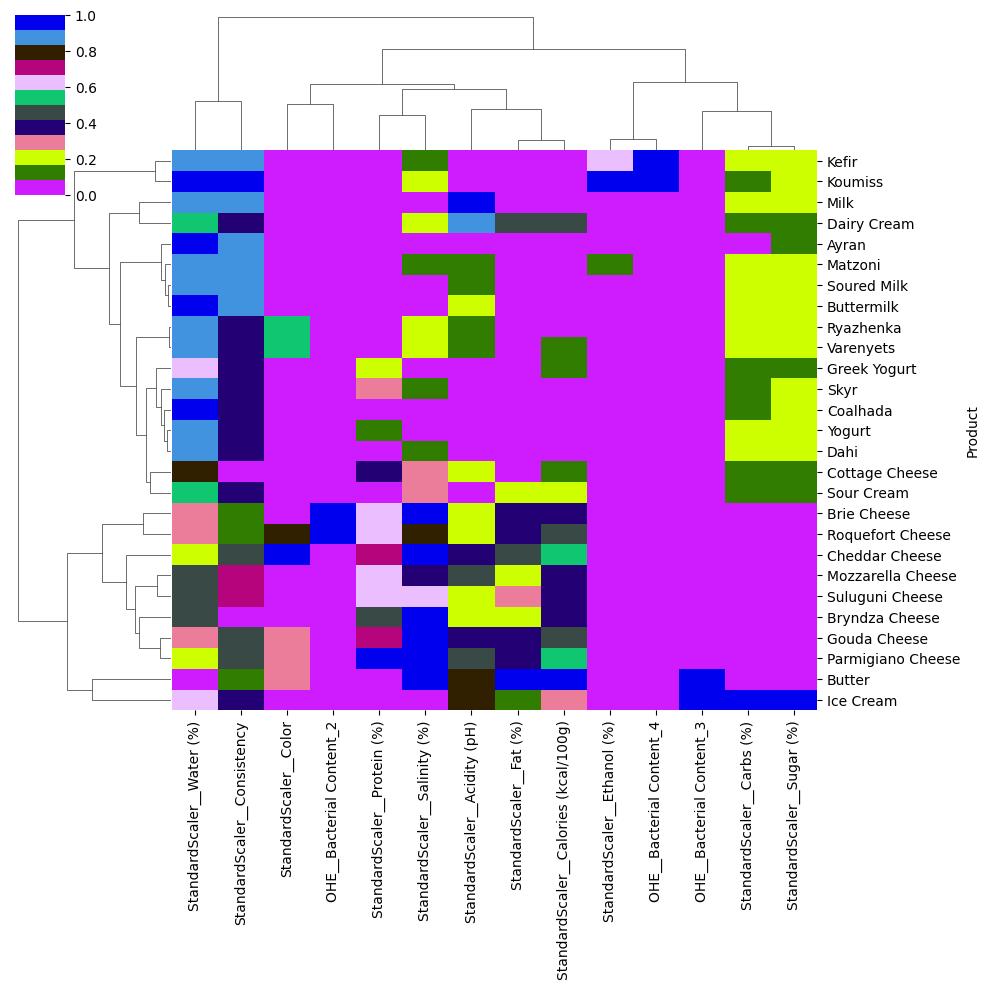 1.0
0.8
0.6
0.4
0.2
0.0
Kefir
Koumiss
Milk
Dairy Cream
Ayran
Matzoni
Soured Milk
Buttermilk
Ryazhenka
Varenyets
Greek Yogurt
Skyr
Coalhada
Yogurt
Dahi
Cottage Cheese
Sour Cream
Brie Cheese
Roquefort Cheese
Cheddar Cheese
Mozzarella Cheese
Suluguni Cheese
Bryndza Cheese
Gouda Cheese
Parmigiano Cheese
Butter
Ice Cream
Product
StandardScaler__Water (%)
StandardScaler__Consistency
StandardScaler__Color
OHE__Bacterial Content_2
StandardScaler__Protein (%)
StandardScaler__Salinity (%)
StandardScaler__Acidity (pH)
StandardScaler__Fat (%)
StandardScaler__Calories (kcal/100g)
StandardScaler__Ethanol (%)
OHE__Bacterial Content_4
OHE__Bacterial Content_3
StandardScaler__Carbs (%)
StandardScaler__Sugar (%)